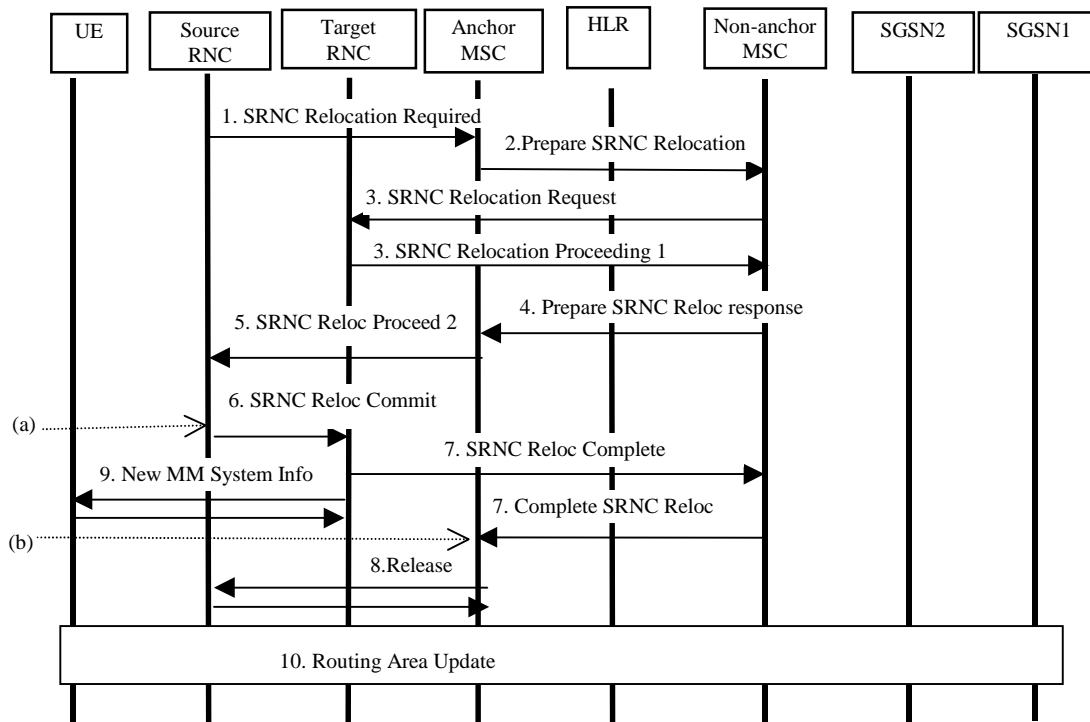 UE
Source
RNC
Target
RNC
Anchor
MSC
HLR
Non-anchor
MSC
SGSN2
SGSN1
1. SRNC Relocation Required
2.Prepare SRNC Relocation
3. SRNC Relocation Request
3. SRNC Relocation Proceeding 1
4. Prepare SRNC Reloc response
5. SRNC Reloc Proceed 2
6. SRNC Reloc Commit
(a)
7. SRNC Reloc Complete
9. New MM System Info
7. Complete SRNC Reloc
(b)
8.Release
10. Routing Area Update